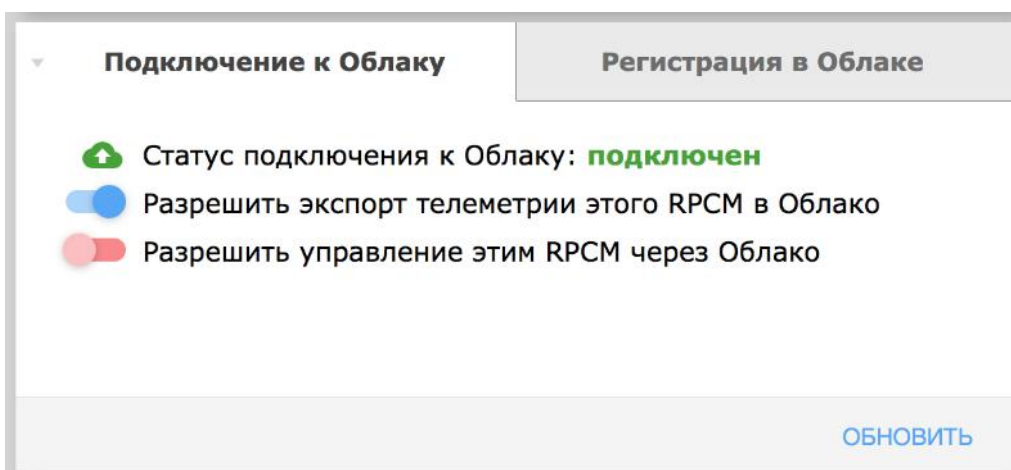 Подключение к Облаку
Регистрация в Облаке
Статус подключения к Облаку: подключен
Разрешить экспорт телеметрии этого RPCM в Облако
Разрешить управление этим RPCM через Облако
ОБНОВИТЬ